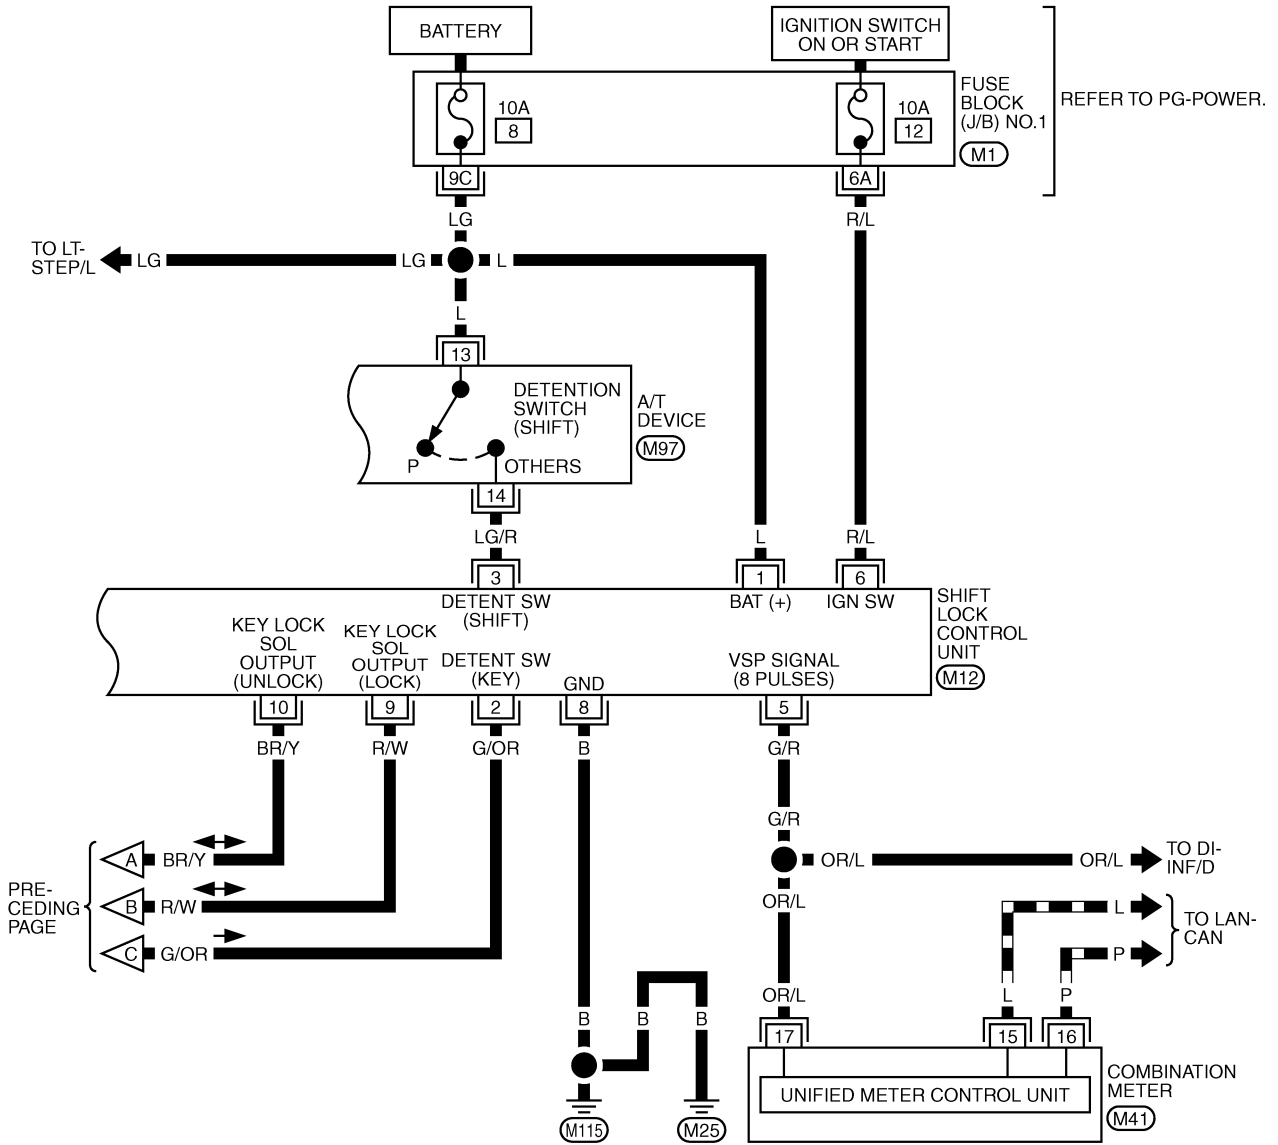 BATTERY
IGNITION SWITCH
ON OR START
FUSE
BLOCK
(J/B) NO.1
M1
REFER TO PG-POWER.
10A
8
10A
12
9C
6A
LG
R/L
TO LT-
STEP/L
LG
LG
L
L
13
DETENTION
SWITCH
(SHIFT)
A/T
DEVICE
M97
P
OTHERS
14
LG/R
L
R/L
3
1
6
DETENT SW
(SHIFT)
BAT (+)
IGN SW
SHIFT
LOCK
CONTROL
UNIT
M12
KEY LOCK
SOL
OUTPUT
(UNLOCK)
KEY LOCK
SOL
OUTPUT
(LOCK)
DETENT SW
(KEY)
GND
VSP SIGNAL
(8 PULSES)
10
9
2
8
5
BR/Y
R/W
G/OR
B
G/R
G/R
PRE-
CEDING
PAGE
A
BR/Y
B
R/W
C
G/OR
OR/L
OR/L
TO DI-
INF/D
OR/L
L
P
TO LAN-
CAN
OR/L
L
P
B
B
B
17
15
16
UNIFIED METER CONTROL UNIT
COMBINATION
METER
M41
M115
M25